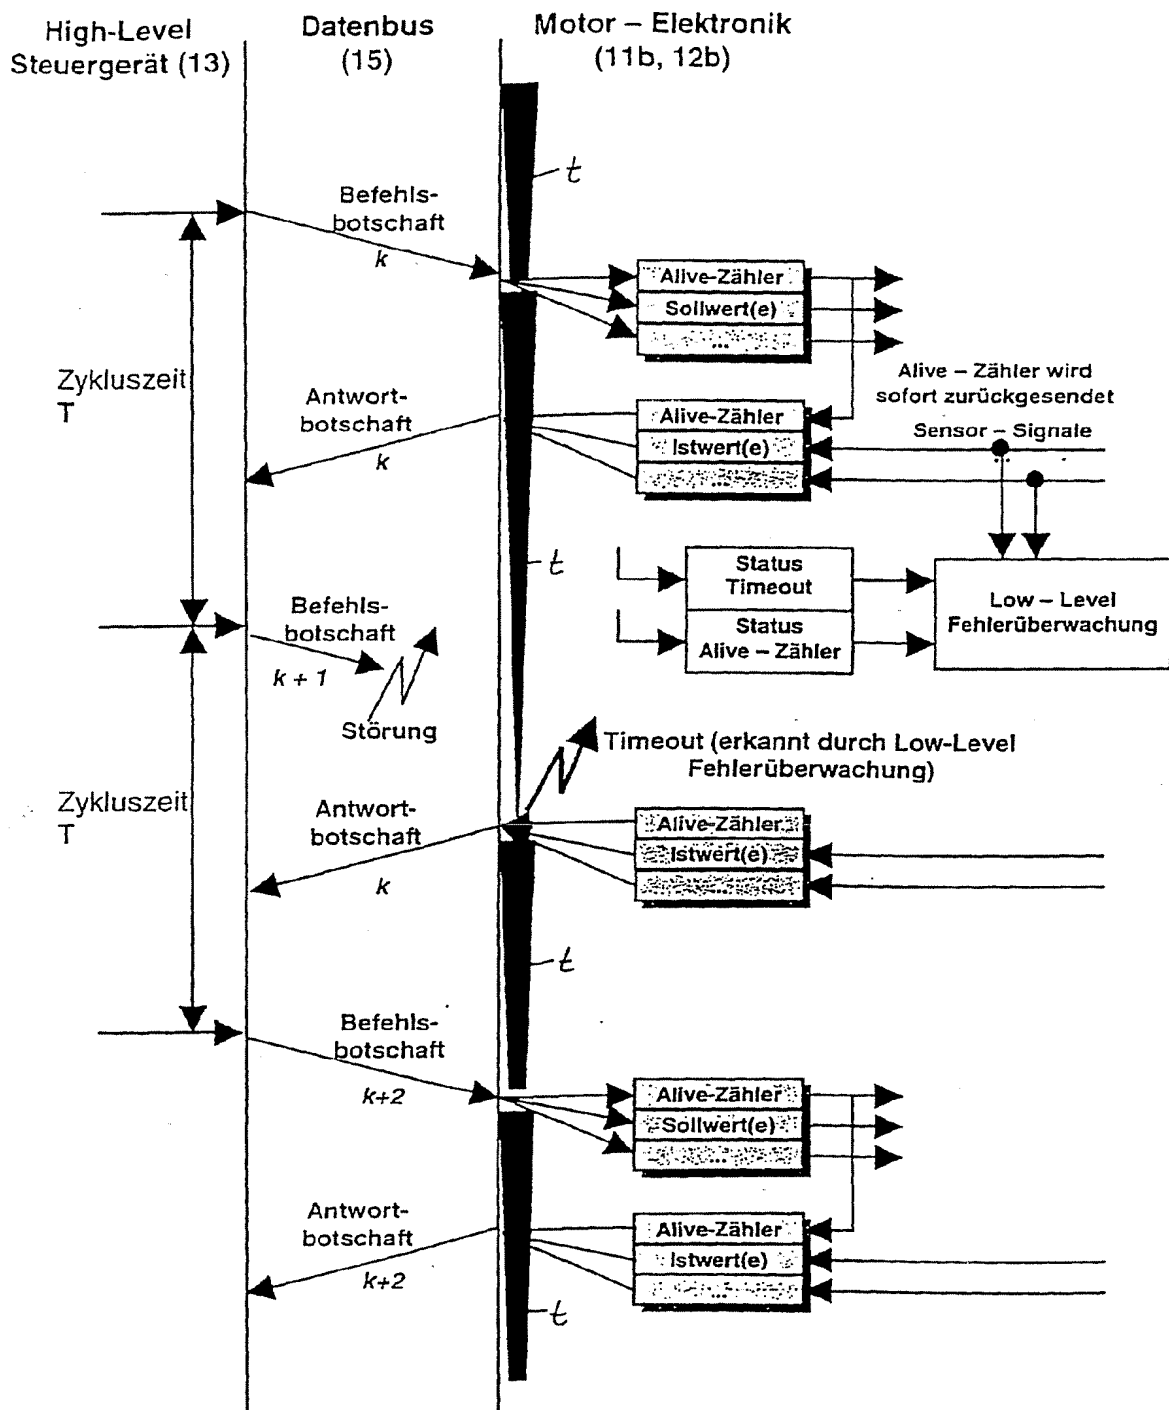 High-Level
Steuergerät (13)
Datenbus
(15)
Motor – Elektronik
(11b, 12b)
t
Befehls-
botschaft
k
Alive-Zähler
Sollwert(e)
...
Zykluszeit
T
Antwort-
botschaft
k
Alive – Zähler wird
sofort zurückgesendet
Alive-Zähler
Istwert(e)
...
Sensor – Signale
...
t
Status
Timeout
Status
Alive – Zähler
Low – Level
Fehlerüberwachung
Befehls-
botschaft
k + 1
Störung
Timeout (erkannt durch Low-Level
Fehlerüberwachung)
Zykluszeit
T
Antwort-
botschaft
k
Alive-Zähler
Istwert(e)
...
t
Befehls-
botschaft
k+2
Alive-Zähler
Sollwert(e)
...
Antwort-
botschaft
k+2
Alive-Zähler
Istwert(e)
...
t